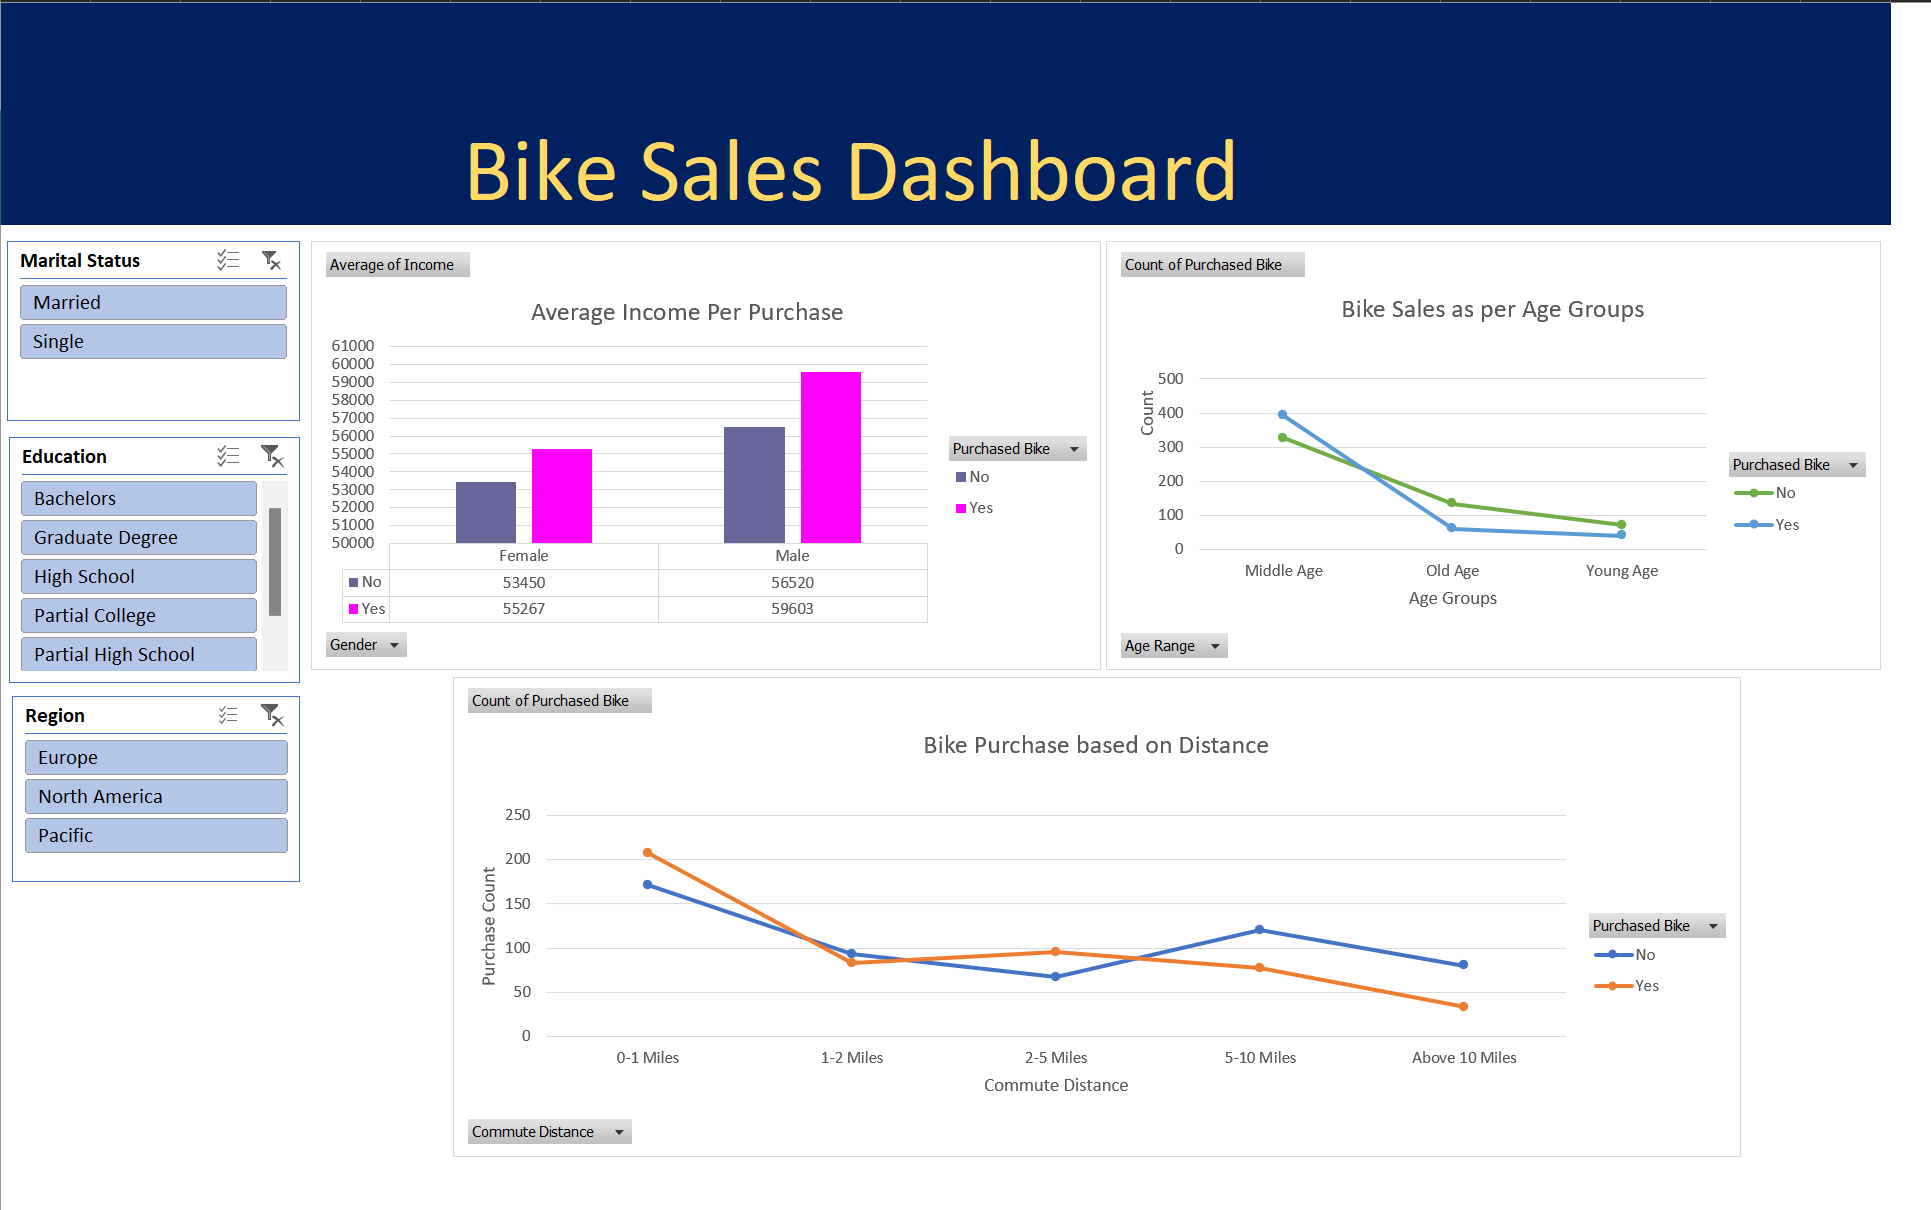 Bike Sales Dashboard
Marital Status
Married
Single
Education
Bachelors
Graduate Degree
High School
Partial College
Partial High School
Region
Europe
North America
Pacific
Average of Income
Average Income Per Purchase
61000
60000
59000
58000
57000
56000
55000
54000
53000
52000
51000
50000
Female Male
No 53450 56520
Yes 55267 59603
Purchased Bike
No
Yes
Gender
Count of Purchased Bike
Bike Sales as per Age Groups
Count
500
400
300
200
100
0
Middle Age Old Age Young Age
Age Groups
Purchased Bike
No
Yes
Age Range
Count of Purchased Bike
Bike Purchase based on Distance
Purchase Count
250
200
150
100
50
0
0-1 Miles 1-2 Miles 2-5 Miles 5-10 Miles Above 10 Miles
Commute Distance
Purchased Bike
No
Yes
Commute Distance